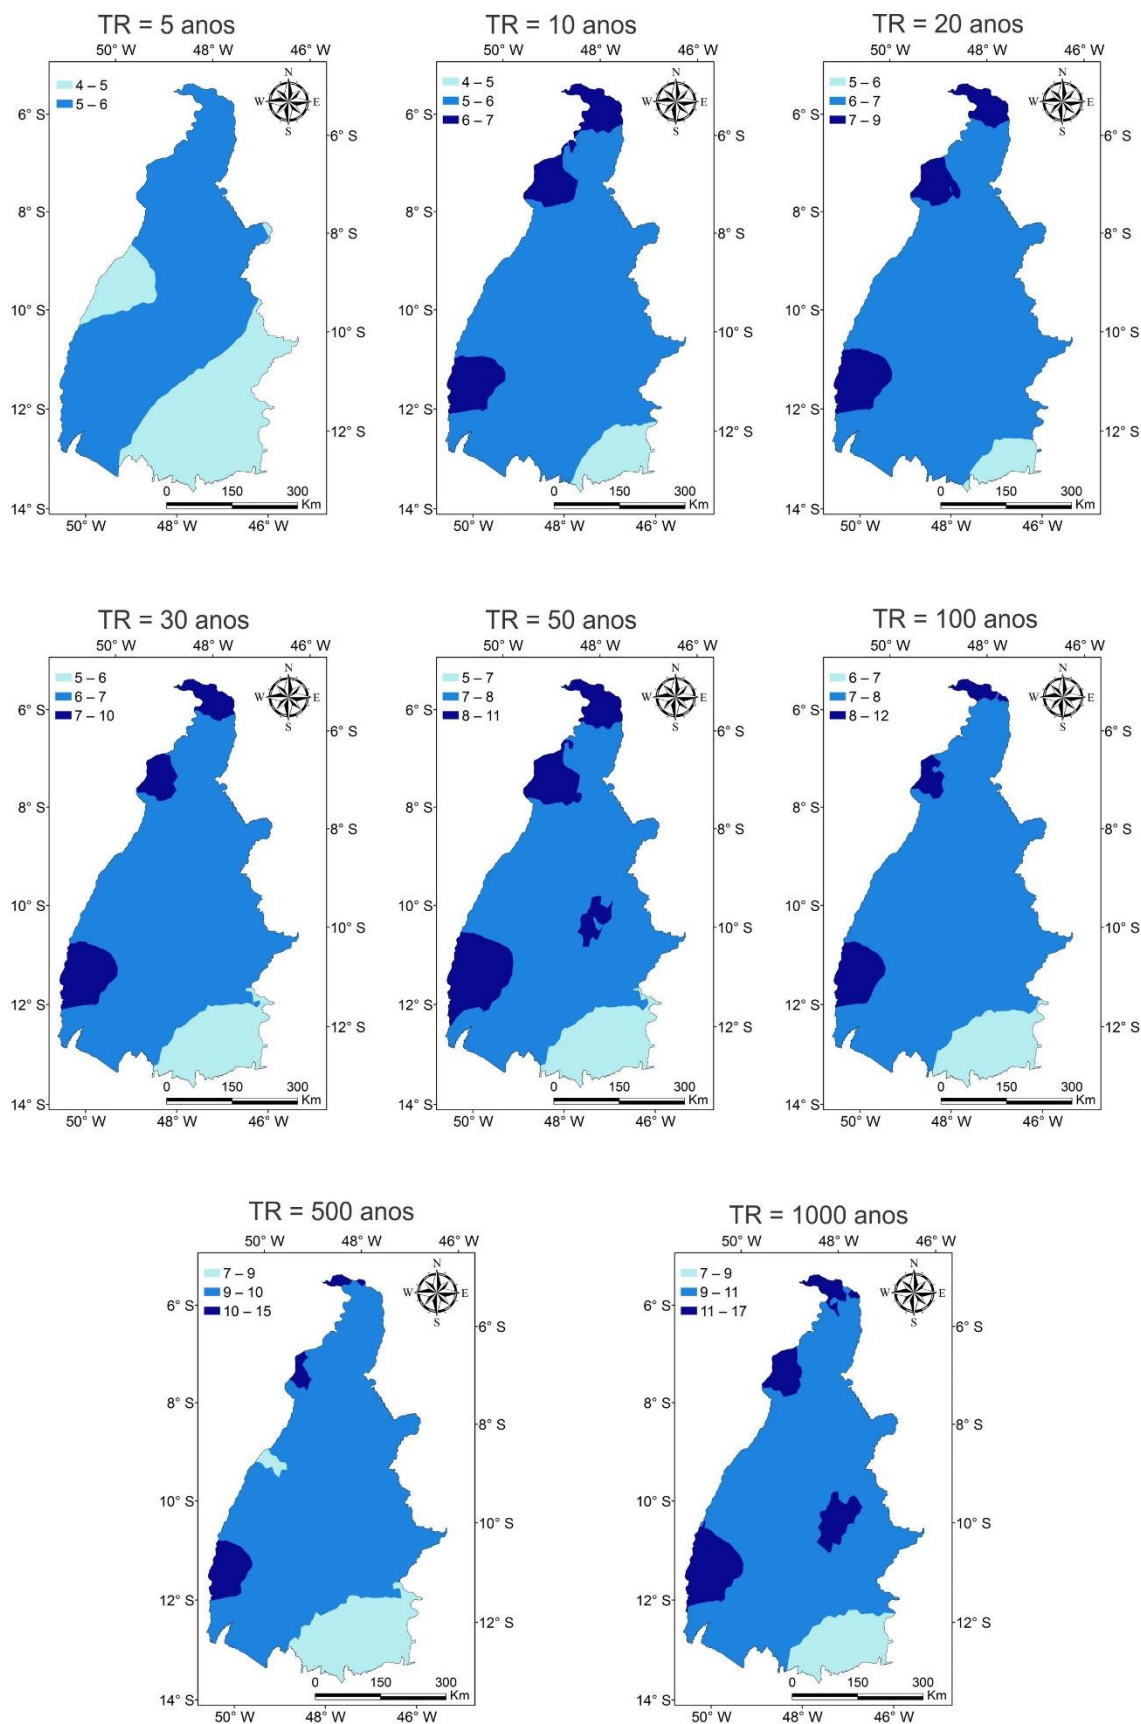 TR = 5 anos
TR = 10 anos
TR = 20 anos
50° W 48° W 46° W
50° W 48° W 46° W
50° W 48° W 46° W
4 – 5
5 – 6
N
W E
S
4 – 5
5 – 6
6 – 7
N
W E
S
5 – 6
6 – 7
7 – 9
N
W E
S
6° S 6° S 6° S 6° S 6° S 6° S
8° S 8° S 8° S 8° S 8° S 8° S
10° S 10° S 10° S 10° S 10° S 10° S
12° S 12° S 12° S 12° S 12° S 12° S
0 150 300
Km
0 150 300
Km
0 150 300
Km
14° S 14° S 14° S
50° W 48° W 46° W
50° W 48° W 46° W
50° W 48° W 46° W
TR = 30 anos
TR = 50 anos
TR = 100 anos
50° W 48° W 46° W
50° W 48° W 46° W
50° W 48° W 46° W
5 – 6
6 – 7
7 – 10
N
W E
S
5 – 7
7 – 8
8 – 11
N
W E
S
6 – 7
7 – 8
8 – 12
N
W E
S
6° S 6° S 6° S 6° S 6° S 6° S
8° S 8° S 8° S 8° S 8° S 8° S
10° S 10° S 10° S 10° S 10° S 10° S
12° S 12° S 12° S 12° S 12° S 12° S
0 150 300
Km
0 150 300
Km
0 150 300
Km
14° S 14° S 14° S
50° W 48° W 46° W
50° W 48° W 46° W
50° W 48° W 46° W
TR = 500 anos
TR = 1000 anos
50° W 48° W 46° W
50° W 48° W 46° W
7 – 9
9 – 10
10 – 15
N
W E
S
7 – 9
9 – 11
11 – 17
N
W E
S
6° S 6° S 6° S 6° S
8° S 8° S 8° S 8° S
10° S 10° S 10° S 10° S
12° S 12° S 12° S 12° S
0 150 300
Km
0 150 300
Km
14° S 14° S
50° W 48° W 46° W
50° W 48° W 46° W